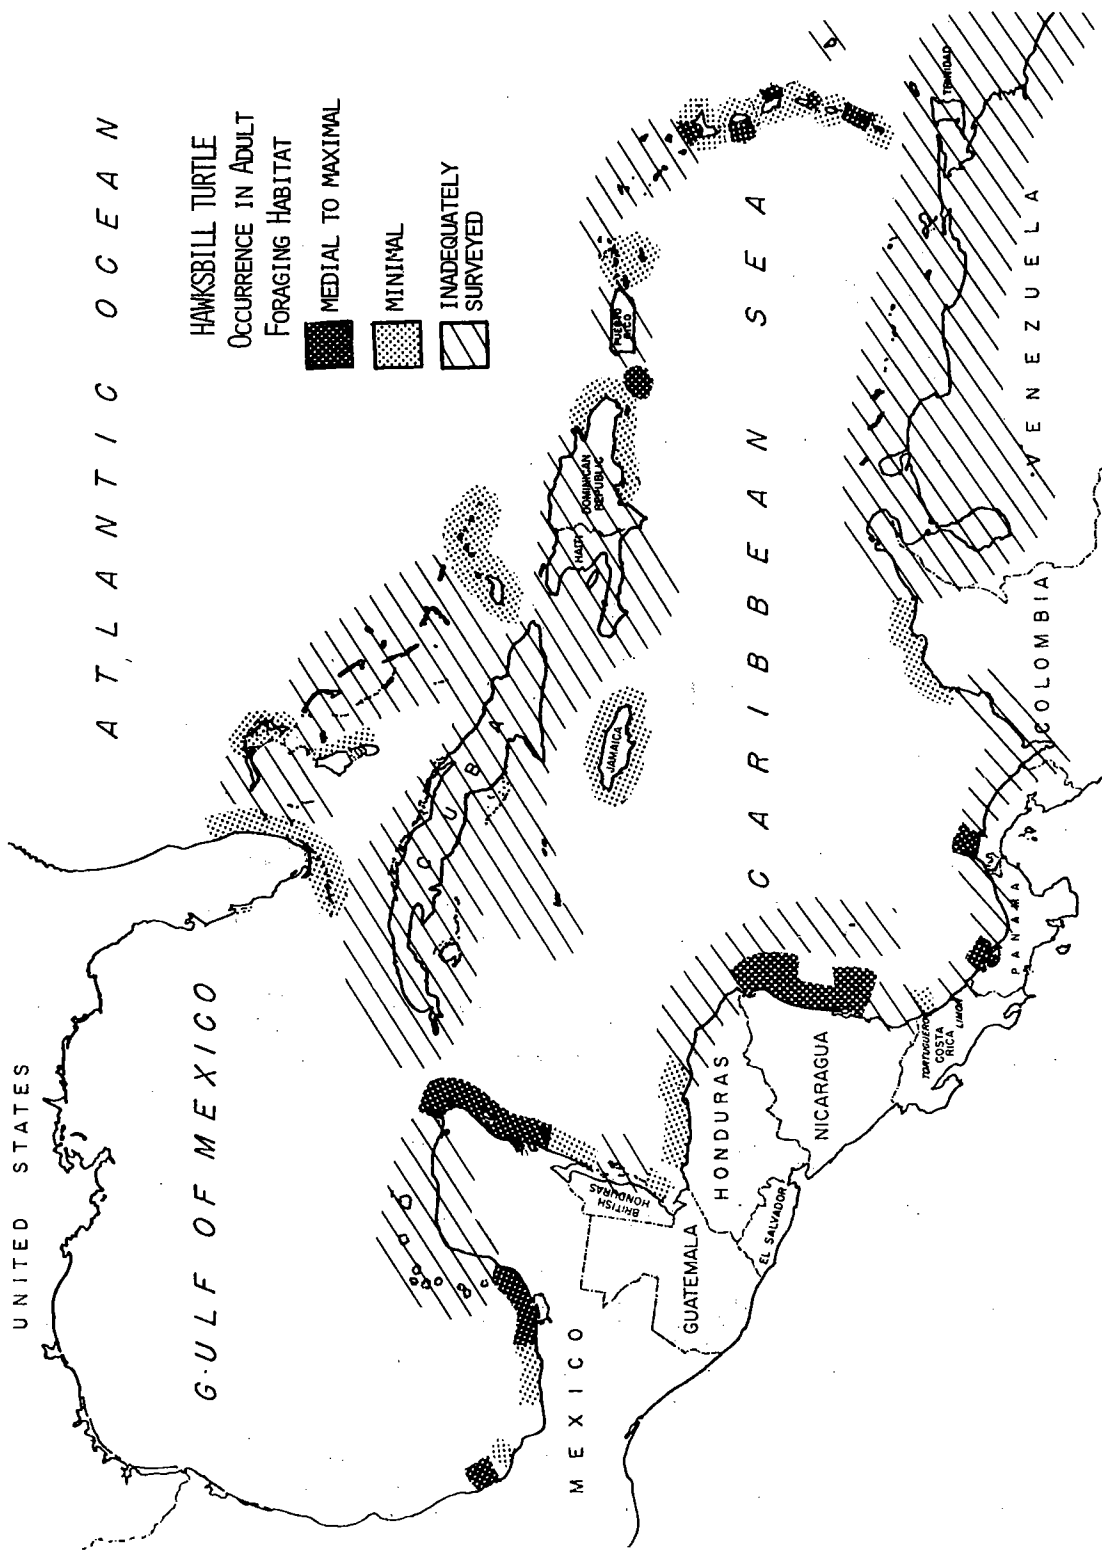 HAWKSBILL TURTLE
OCCURRENCE IN ADULT
FORAGING HABITAT
MEDIAL TO MAXIMAL
MINIMAL
INADEQUATELY
SURVEYED
ATLANTIC OCEAN
UNITED STATES
GULF OF MEXICO
CUBA
JAMAICA
HAITI
DOMINICAN
REPUBLIC
PUERTO
RICO
CARIBBEAN SEA
MEXICO
BRITISH
HONDURAS
GUATEMALA
HONDURAS
EL SALVADOR
NICARAGUA
TORTUGUERO
COSTA
RICA
LIMON
PANAMA
COLOMBIA
VENEZUELA
TRINIDAD